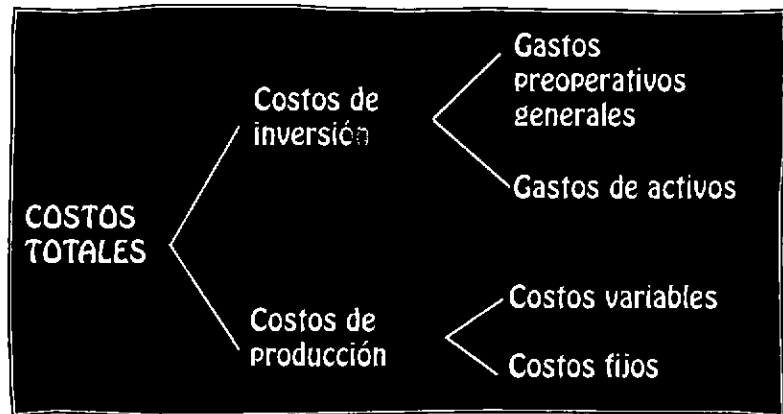 COSTOS
TOTALES
Costos de
inversión
Gastos
preoperativos
generales
Gastos de activos
Costos de
producción
Costos variables
Costos fijos